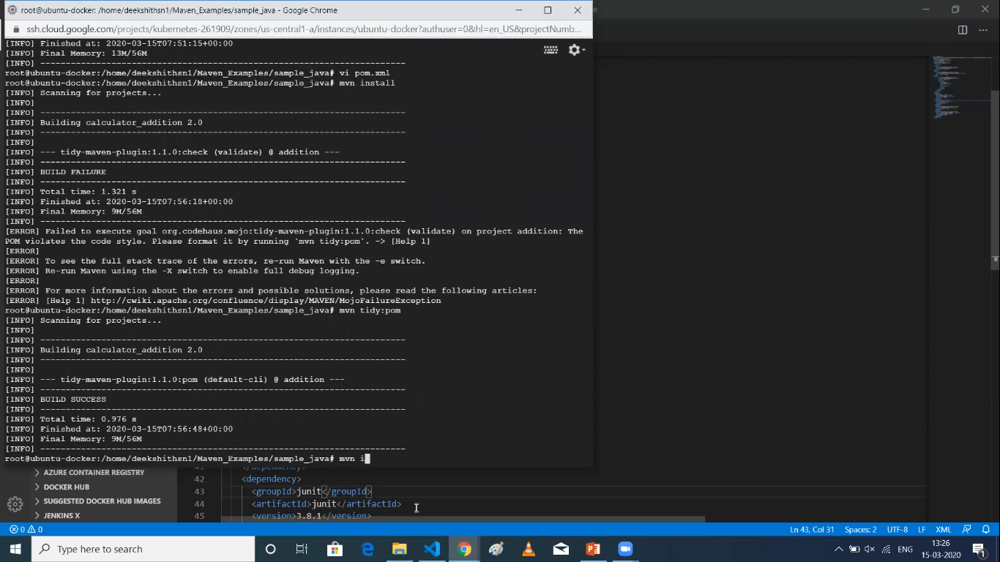 root@ubuntu-docker: /home/deekshithsn1/Maven_Examples/sample_java - Google Chrome
ssh.cloud.google.com/projects/kubernetes-261909/zones/us-central1-a/instances/ubuntu-docker?authuser=0&hl=en_US&projectNumb...
[INFO] Finished at: 2020-03-15T07:51:15+00:00
[INFO] Final Memory: 13M/56M
[INFO] ------------------------------------------------------------------------
root@ubuntu-docker:/home/deekshithsn1/Maven_Examples/sample_java# vi pom.xml
root@ubuntu-docker:/home/deekshithsn1/Maven_Examples/sample_java# mvn install
[INFO] Scanning for projects...
[INFO]
[INFO] ------------------------------------------------------------------------
[INFO] Building calculator_addition 2.0
[INFO] ------------------------------------------------------------------------
[INFO]
[INFO] --- tidy-maven-plugin:1.1.0:check (validate) @ addition ---
[INFO] ------------------------------------------------------------------------
[INFO] BUILD FAILURE
[INFO] ------------------------------------------------------------------------
[INFO] Total time: 1.321 s
[INFO] Finished at: 2020-03-15T07:56:18+00:00
[INFO] Final Memory: 9M/56M
[INFO] ------------------------------------------------------------------------
[ERROR] Failed to execute goal org.codehaus.mojo:tidy-maven-plugin:1.1.0:check (validate) on project addition: The
POM violates the code style. Please format it by running `mvn tidy:pom`. -> [Help 1]
[ERROR]
[ERROR] To see the full stack trace of the errors, re-run Maven with the -e switch.
[ERROR] Re-run Maven using the -X switch to enable full debug logging.
[ERROR]
[ERROR] For more information about the errors and possible solutions, please read the following articles:
[ERROR] [Help 1] http://cwiki.apache.org/confluence/display/MAVEN/MojoFailureException
root@ubuntu-docker:/home/deekshithsn1/Maven_Examples/sample_java# mvn tidy:pom
[INFO] Scanning for projects...
[INFO]
[INFO] ------------------------------------------------------------------------
[INFO] Building calculator_addition 2.0
[INFO] ------------------------------------------------------------------------
[INFO]
[INFO] --- tidy-maven-plugin:1.1.0:pom (default-cli) @ addition ---
[INFO] ------------------------------------------------------------------------
[INFO] BUILD SUCCESS
[INFO] ------------------------------------------------------------------------
[INFO] Total time: 0.976 s
[INFO] Finished at: 2020-03-15T07:56:48+00:00
[INFO] Final Memory: 9M/56M
[INFO] ------------------------------------------------------------------------
root@ubuntu-docker:/home/deekshithsn1/Maven_Examples/sample_java# mvn i
AZURE CONTAINER REGISTRY
DOCKER HUB
SUGGESTED DOCKER HUB IMAGES
JENKINS X
41 </dependency>
42 <dependency>
43 <groupId>junit</groupId>
44 <artifactId>junit</artifactId>
45 <version>3.8.1</version>
0 0
Ln 43, Col 31 Spaces: 2 UTF-8 LF XML
Type here to search
ENG
13:26
15-03-2020
1